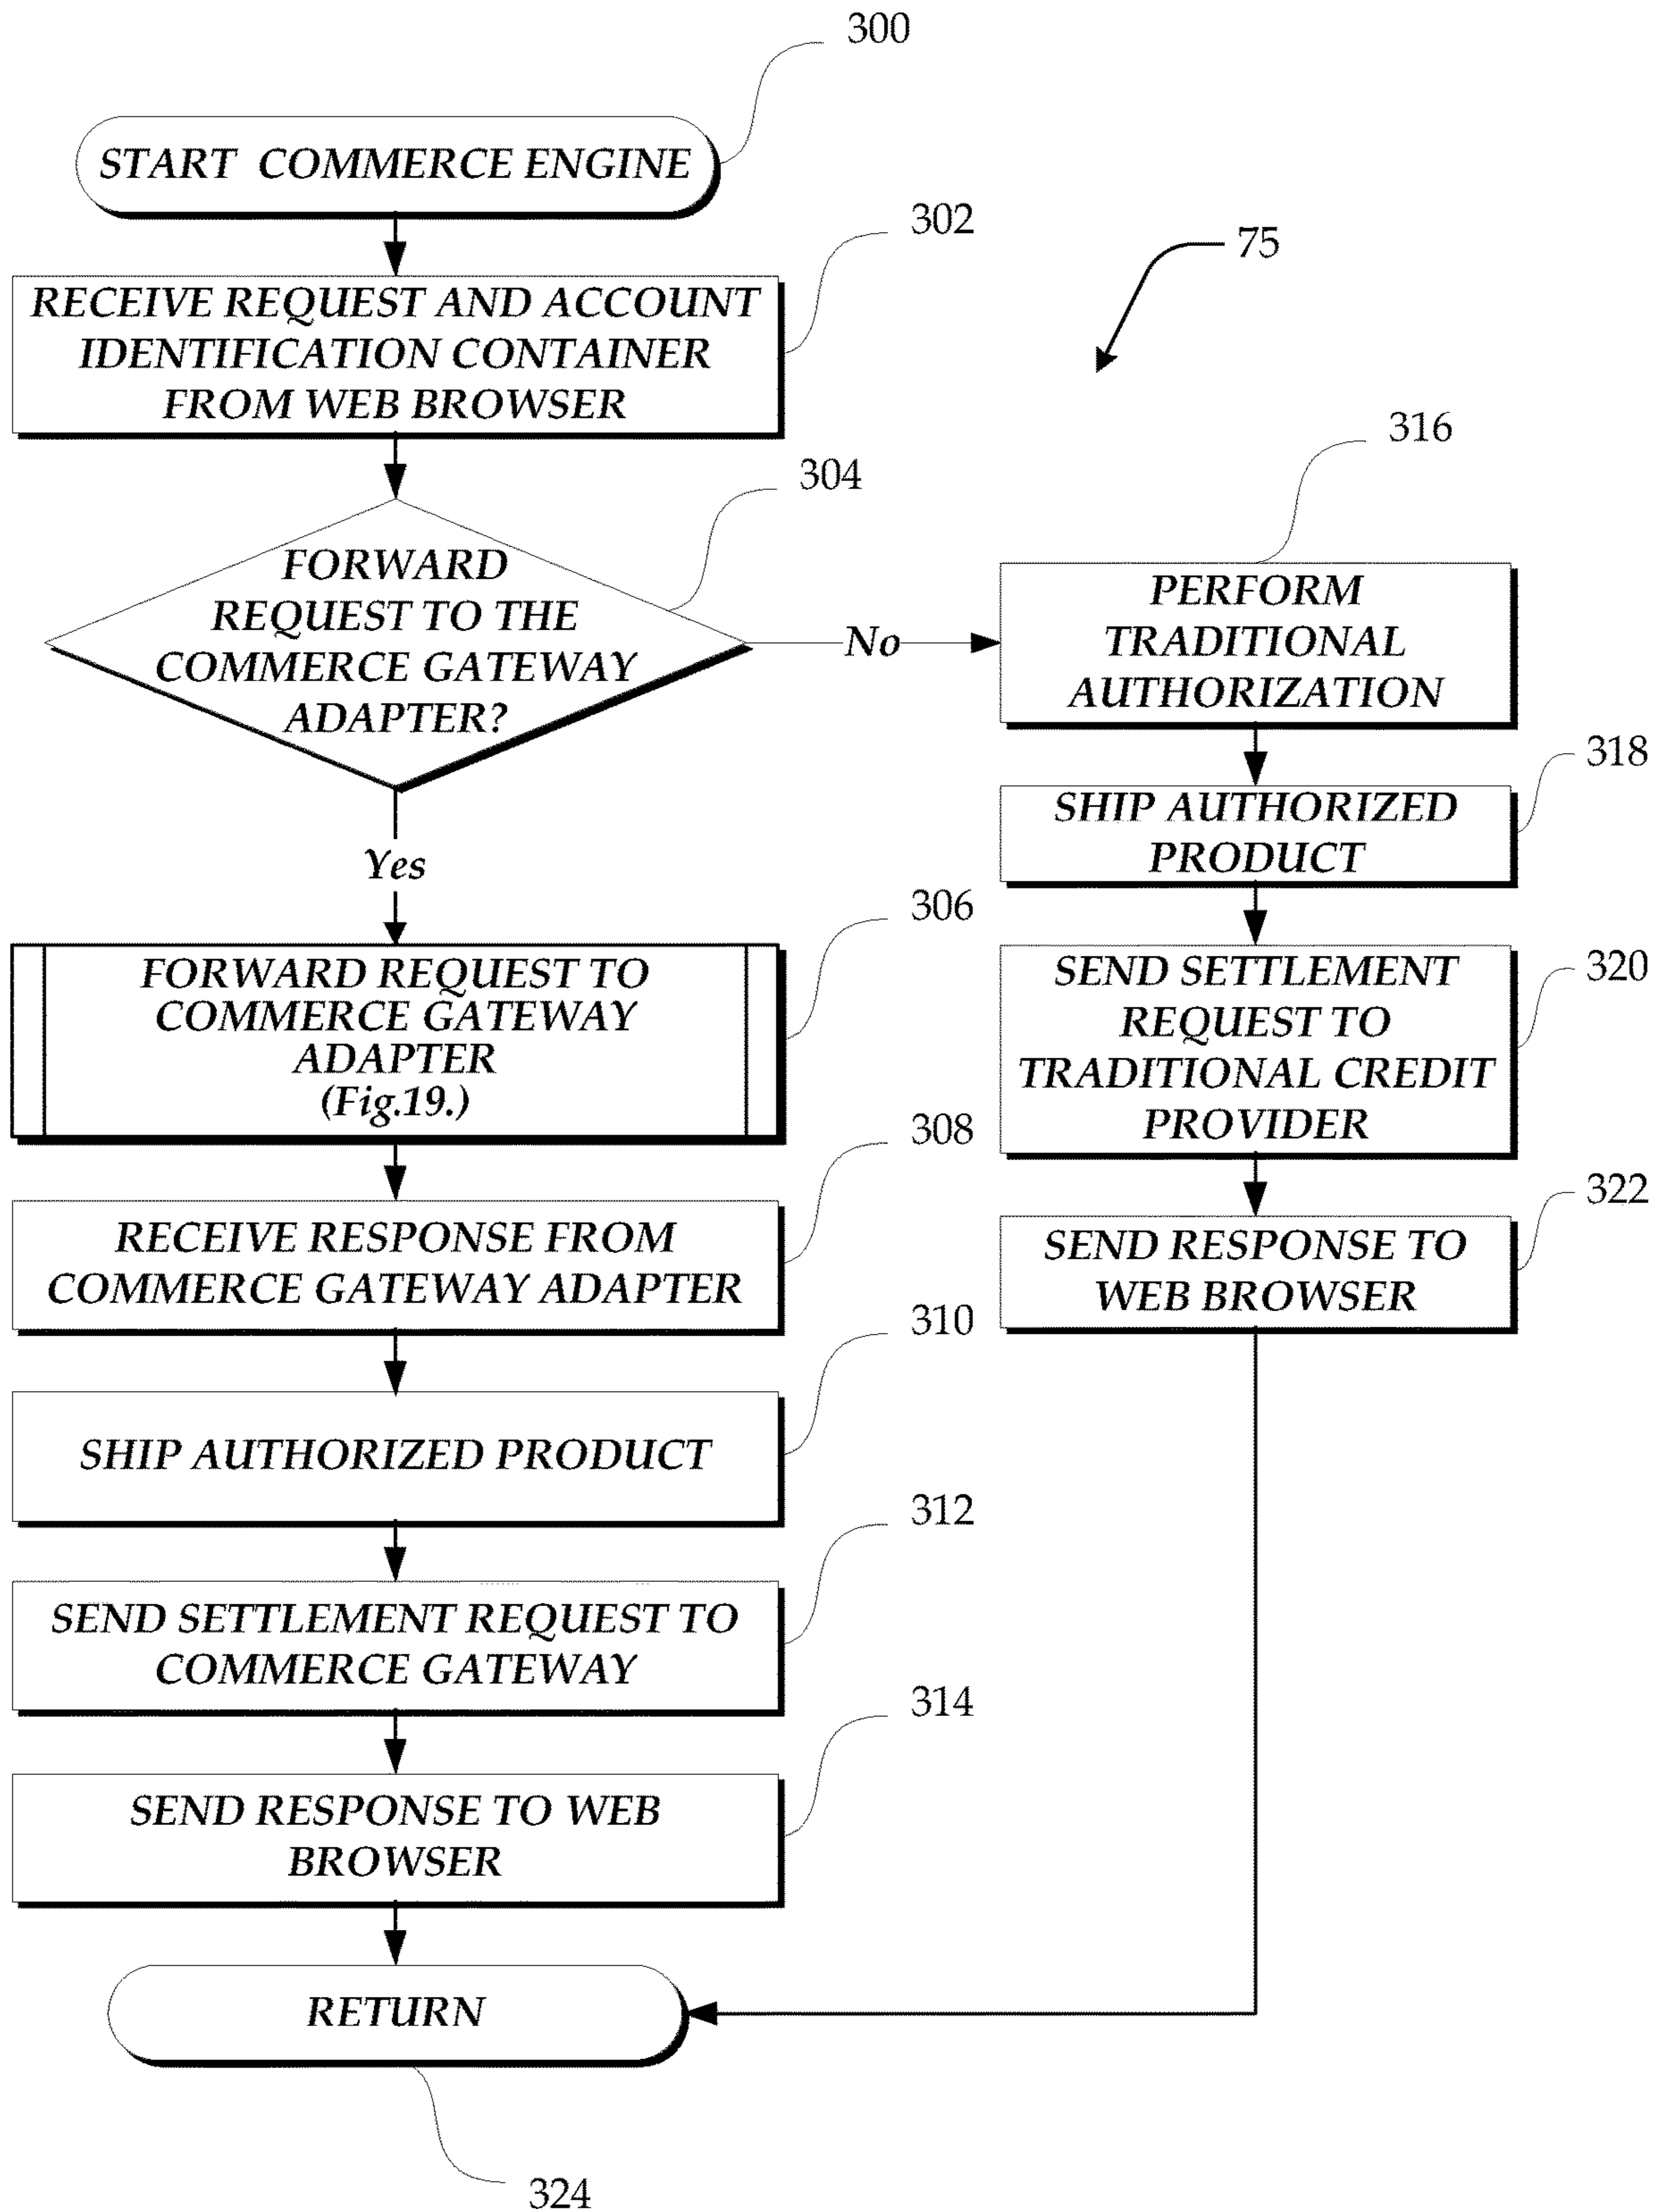 300
START COMMERCE ENGINE
302
RECEIVE REQUEST AND ACCOUNT
IDENTIFICATION CONTAINER
FROM WEB BROWSER
75
304
FORWARD
REQUEST TO THE
COMMERCE GATEWAY
ADAPTER?
No
Yes
306
FORWARD REQUEST TO
COMMERCE GATEWAY
ADAPTER
(Fig.19.)
308
RECEIVE RESPONSE FROM
COMMERCE GATEWAY ADAPTER
310
SHIP AUTHORIZED PRODUCT
312
SEND SETTLEMENT REQUEST TO
COMMERCE GATEWAY
314
SEND RESPONSE TO WEB
BROWSER
316
PERFORM
TRADITIONAL
AUTHORIZATION
318
SHIP AUTHORIZED
PRODUCT
320
SEND SETTLEMENT
REQUEST TO
TRADITIONAL CREDIT
PROVIDER
322
SEND RESPONSE TO
WEB BROWSER
RETURN
324